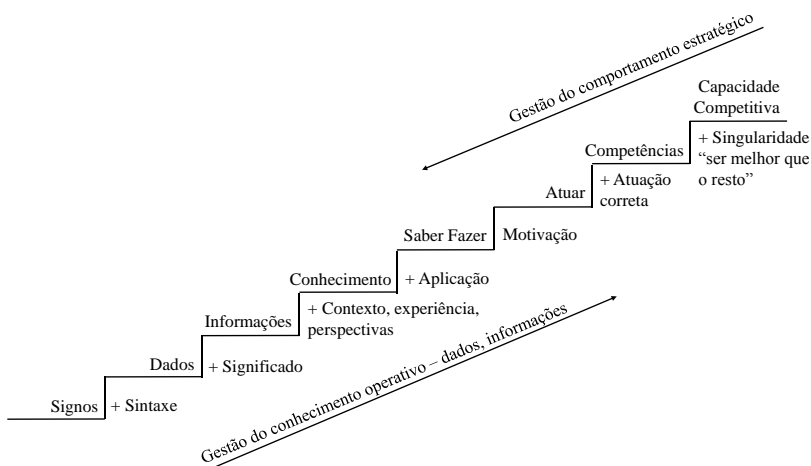 Gestão do comportamento estratégico
Capacidade
Competitiva
+ Singularidade
“ser melhor que
o resto”
Competências
+ Atuação
correta
Atuar
Motivação
Saber Fazer
+ Aplicação
Conhecimento
+ Contexto, experiência,
perspectivas
Informações
+ Significado
Dados
+ Sintaxe
Signos
Gestão do conhecimento operativo – dados, informações